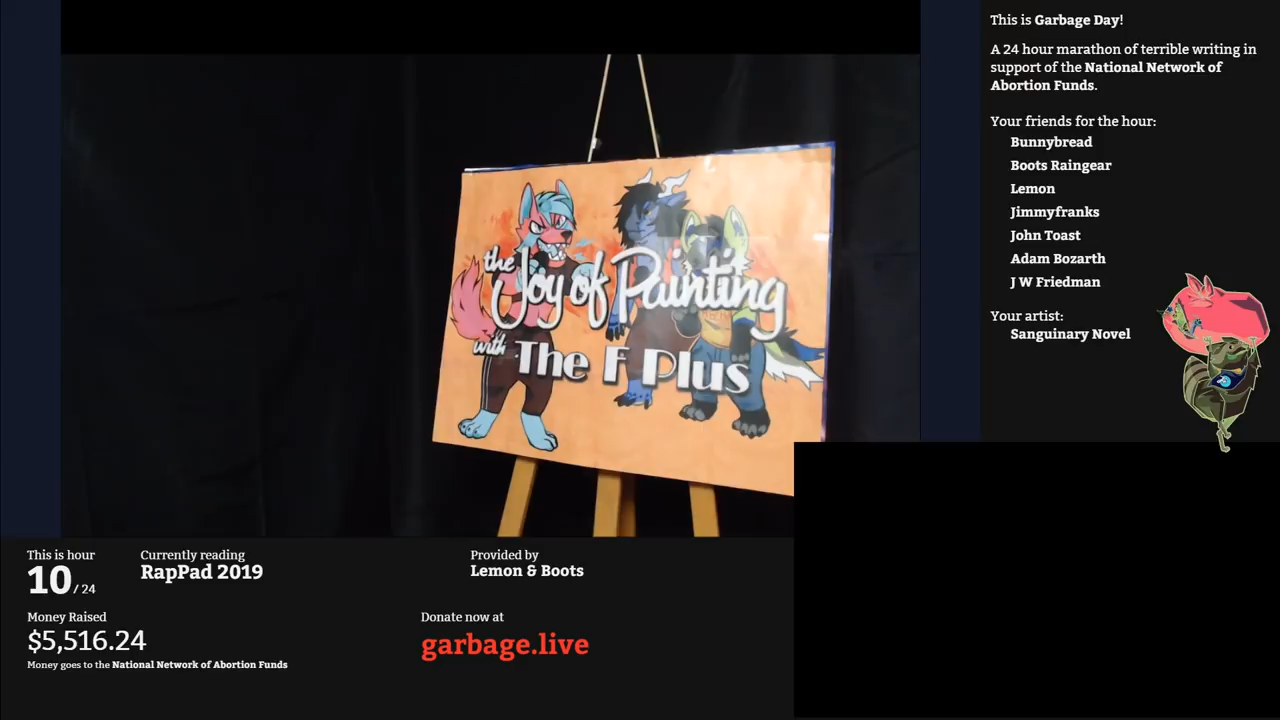 This is Garbage Day!
A 24 hour marathon of terrible writing in
support of the National Network of
Abortion Funds.
Your friends for the hour:
Bunnybread
Boots Raingear
Lemon
Jimmyfranks
John Toast
Adam Bozarth
J W Friedman
Your artist:
Sanguinary Novel
the
Joy of Painting
with The F Plus
This is hour
10 / 24
Currently reading
RapPad 2019
Provided by
Lemon & Boots
Money Raised
$5,516.24
Money goes to the National Network of Abortion Funds
Donate now at
garbage.live